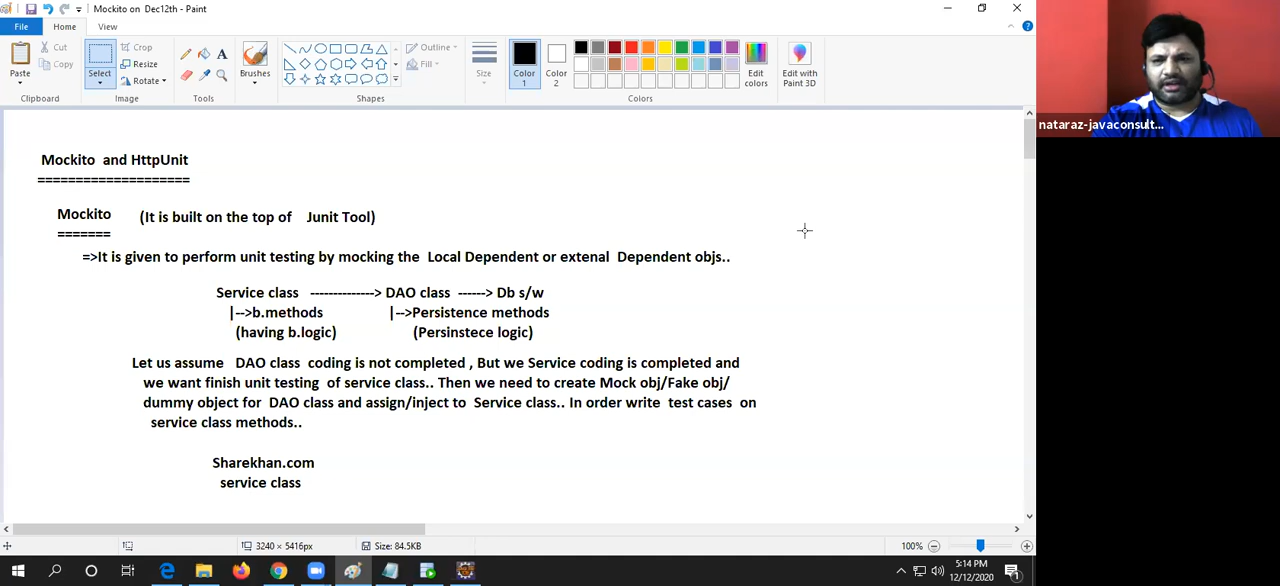 Mockito on Dec12th - Paint
File Home View
Paste
Cut
Copy
Clipboard
Select
Crop
Resize
Rotate
Image
Tools
Brushes
Shapes
Outline
Fill
Size
Color 1
Color 2
Edit colors
Edit with Paint 3D
Colors
nataraz-javaconsult...
Mockito and HttpUnit
====================
Mockito (It is built on the top of Junit Tool)
=======
=>It is given to perform unit testing by mocking the Local Dependent or extenal Dependent objs..
Service class --------------> DAO class ------> Db s/w
|-->b.methods |-->Persistence methods
(having b.logic) (Persinstece logic)
Let us assume DAO class coding is not completed , But we Service coding is completed and
we want finish unit testing of service class.. Then we need to create Mock obj/Fake obj/
dummy object for DAO class and assign/inject to Service class.. In order write test cases on
service class methods..
Sharekhan.com
service class
3240 × 5416px
Size: 84.5KB
100%
5:14 PM
12/12/2020